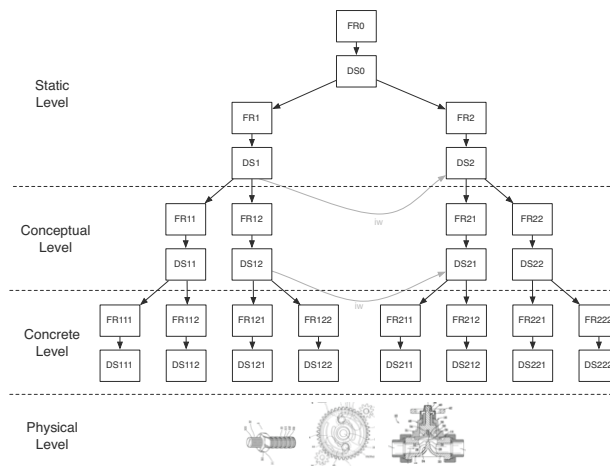 FR0
DS0
Static
Level
FR1 FR2
DS1 DS2
iw
FR11 FR12 FR21 FR22
Conceptual
Level
DS11 DS12 DS21 DS22
iw
FR111 FR112 FR121 FR122 FR211 FR212 FR221 FR222
Concrete
Level
DS111 DS112 DS121 DS122 DS211 DS212 DS221 DS222
Physical
Level